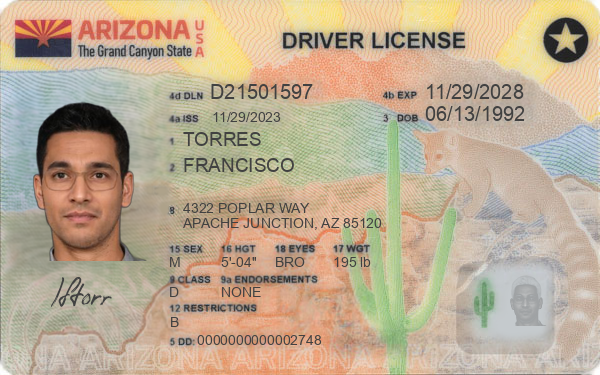 ARIZONA USA
The Grand Canyon State
DRIVER LICENSE
4d DLN D21501597
4b EXP 11/29/2028
4a ISS 11/29/2023
3 DOB 06/13/1992
1 TORRES
2 FRANCISCO
8 4322 POPLAR WAY
APACHE JUNCTION, AZ 85120
15 SEX 16 HGT 18 EYES 17 WGT
M 5'-04" BRO 195 lb
9 CLASS 9a ENDORSEMENTS
D NONE
12 RESTRICTIONS
B
5 DD: 0000000000002748
ARIZONA ARIZONA ARIZONA ARIZONA